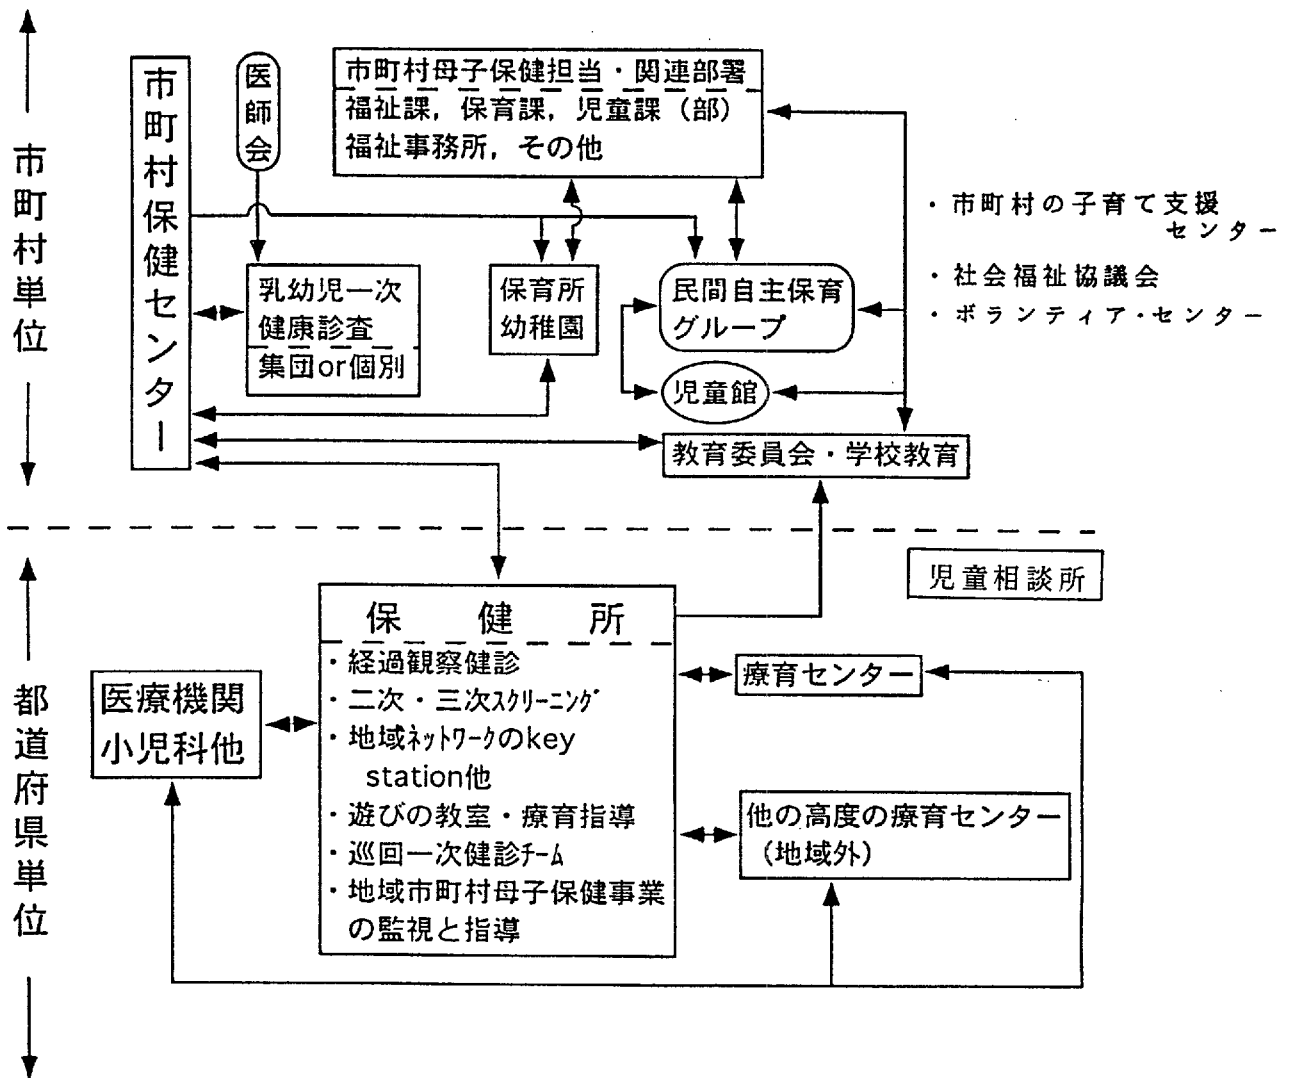 市町村単位
市町村保健センター
医師会
市町村母子保健担当・関連部署
福祉課，保育課，児童課（部）
福祉事務所，その他
・市町村の子育て支援
センター
・社会福祉協議会
・ボランティア・センター
乳幼児一次
健康診査
集団or個別
保育所
幼稚園
民間自主保育
グループ
児童館
教育委員会・学校教育
都道府県単位
児童相談所
保健所
・経過観察健診
・二次・三次ｽｸﾘｰﾆﾝｸﾞ
・地域ﾈｯﾄﾜｰｸのkey
station他
・遊びの教室・療育指導
・巡回一次健診ﾁｰﾑ
・地域市町村母子保健事業
の監視と指導
医療機関
小児科他
療育センター
他の高度の療育センター
（地域外）